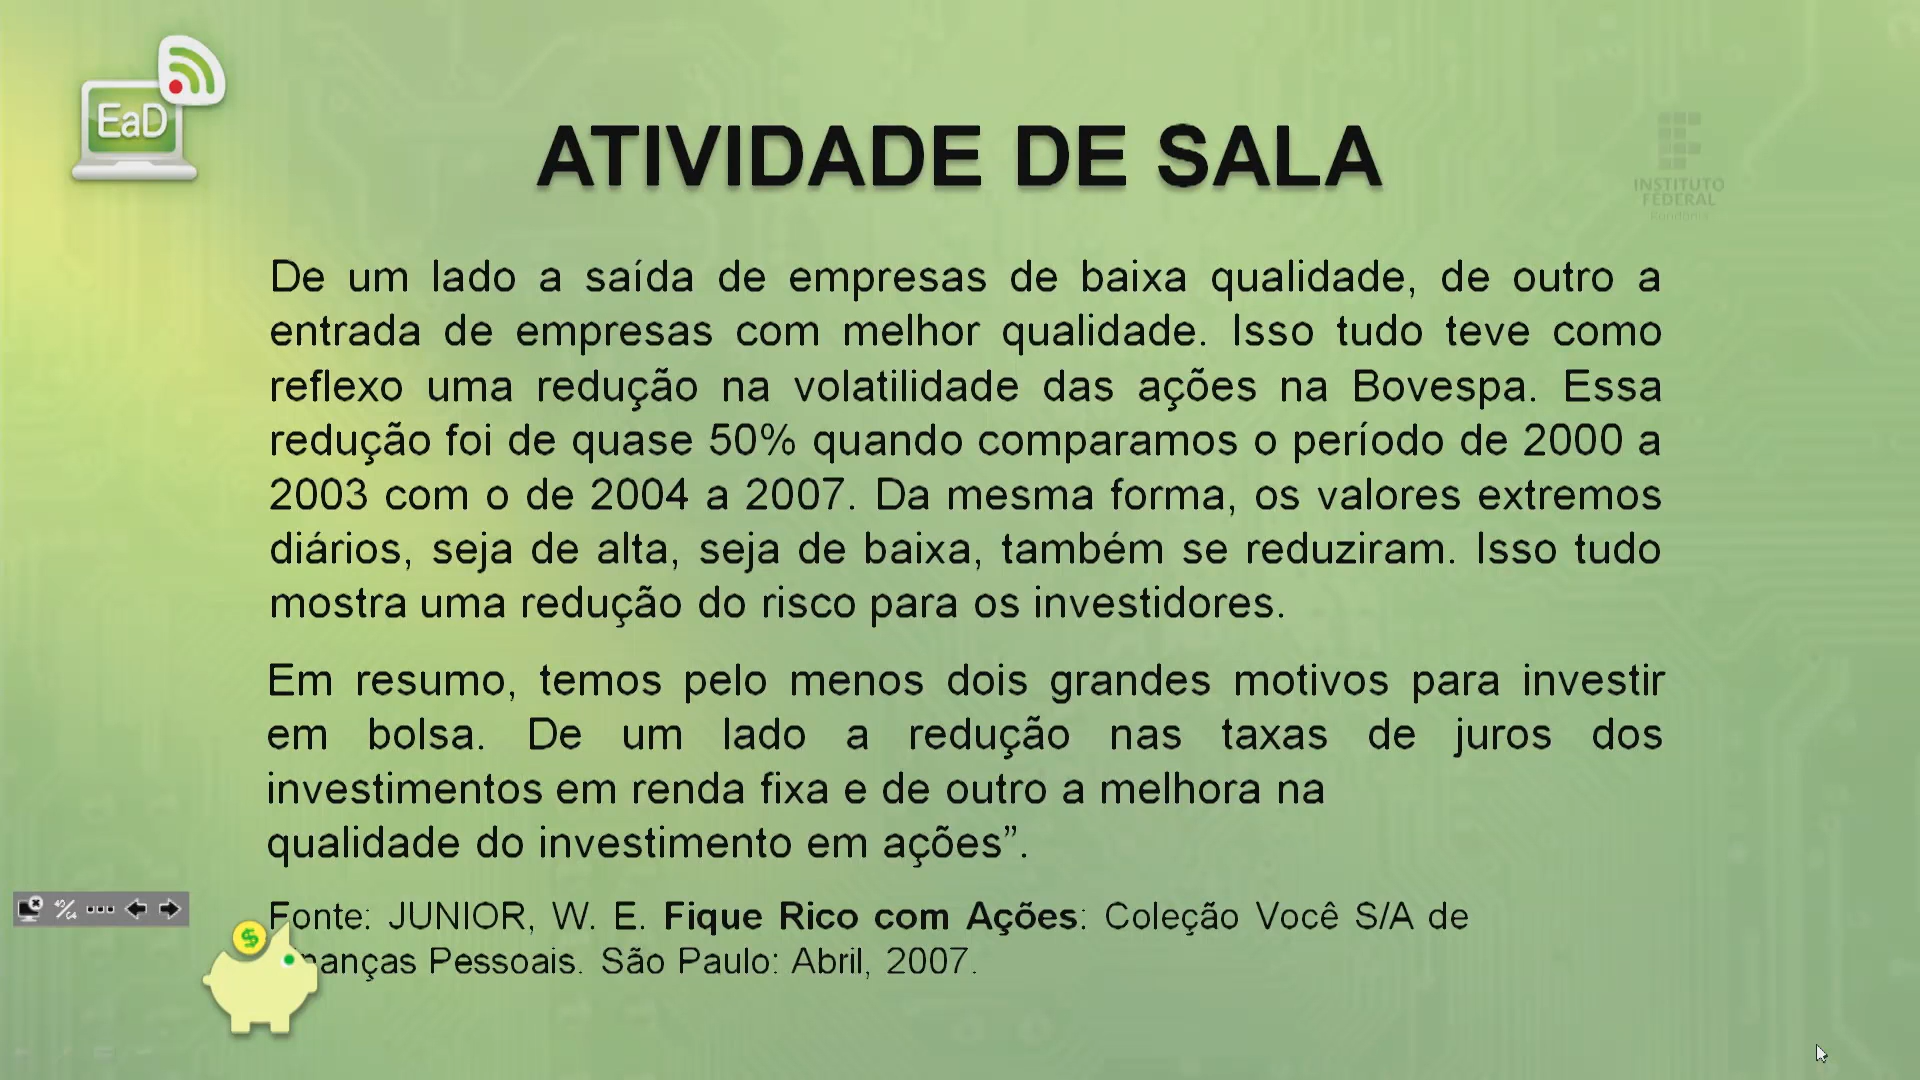 EaD
ATIVIDADE DE SALA
INSTITUTO
FEDERAL
Rondônia
De um lado a saída de empresas de baixa qualidade, de outro a
entrada de empresas com melhor qualidade. Isso tudo teve como
reflexo uma redução na volatilidade das ações na Bovespa. Essa
redução foi de quase 50% quando comparamos o período de 2000 a
2003 com o de 2004 a 2007. Da mesma forma, os valores extremos
diários, seja de alta, seja de baixa, também se reduziram. Isso tudo
mostra uma redução do risco para os investidores.
Em resumo, temos pelo menos dois grandes motivos para investir
em bolsa. De um lado a redução nas taxas de juros dos
investimentos em renda fixa e de outro a melhora na
qualidade do investimento em ações”.
Fonte: JUNIOR, W. E. Fique Rico com Ações: Coleção Você S/A de
nanças Pessoais. São Paulo: Abril, 2007.
$